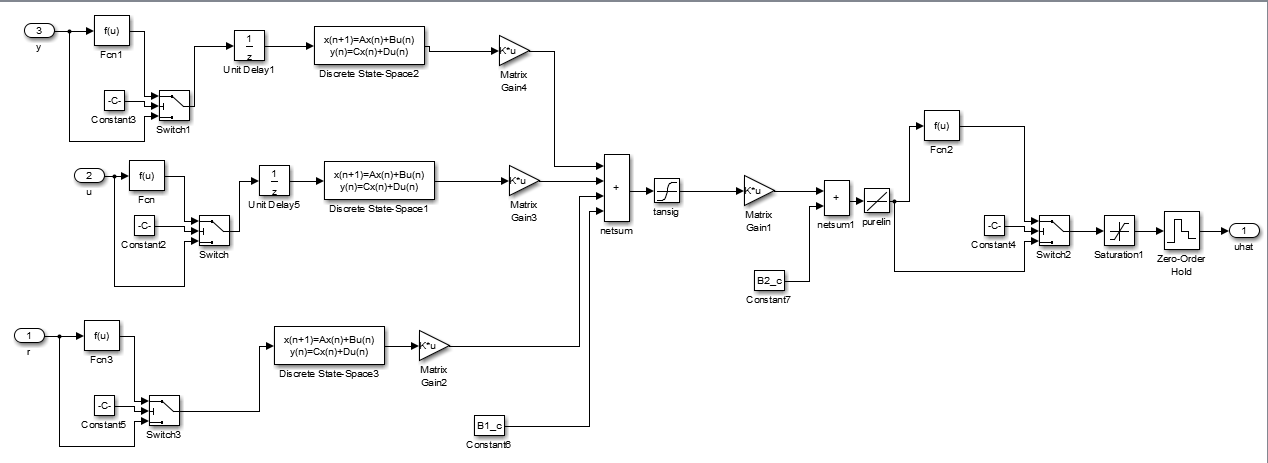 3
y
f(u)
Fcn1
-C-
Constant3
Switch1
1
z
Unit Delay1
x(n+1)=Ax(n)+Bu(n)
y(n)=Cx(n)+Du(n)
Discrete State-Space2
K*u
Matrix
Gain4
2
u
f(u)
Fcn
-C-
Constant2
Switch
1
z
Unit Delay5
x(n+1)=Ax(n)+Bu(n)
y(n)=Cx(n)+Du(n)
Discrete State-Space1
K*u
Matrix
Gain3
1
r
f(u)
Fcn3
-C-
Constant5
Switch3
x(n+1)=Ax(n)+Bu(n)
y(n)=Cx(n)+Du(n)
Discrete State-Space3
K*u
Matrix
Gain2
B1_c
Constant6
+
netsum
tansig
K*u
Matrix
Gain1
B2_c
Constant7
+
netsum1
purelin
f(u)
Fcn2
-C-
Constant4
Switch2
Saturation1
Zero-Order
Hold
1
uhat